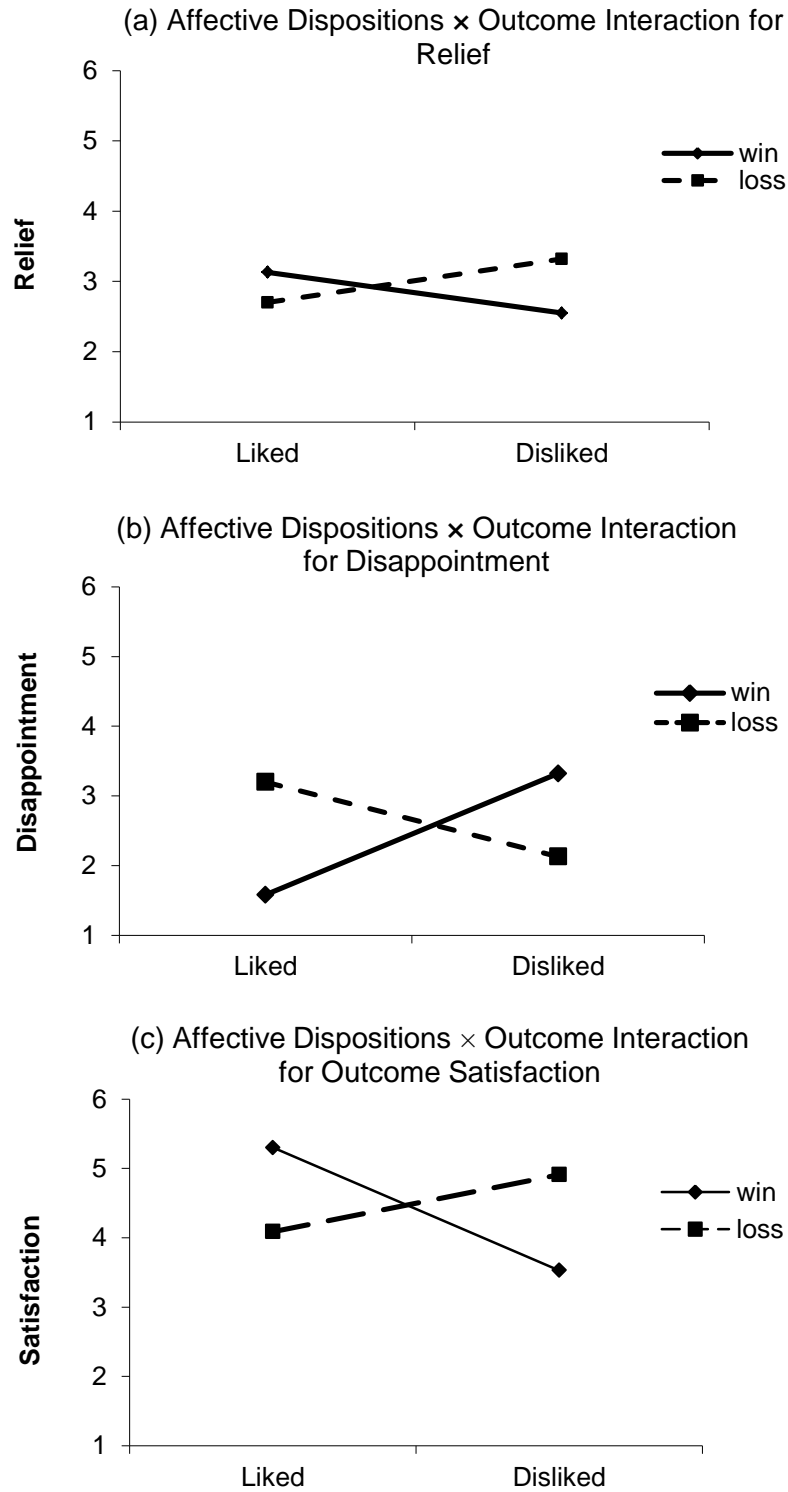 (a) Affective Dispositions × Outcome Interaction for
Relief
6
5
4
3
2
1
Relief
win
loss
Liked
Disliked
(b) Affective Dispositions × Outcome Interaction
for Disappointment
6
5
4
3
2
1
Disappointment
win
loss
Liked
Disliked
(c) Affective Dispositions × Outcome Interaction
for Outcome Satisfaction
6
5
4
3
2
1
Satisfaction
win
loss
Liked
Disliked